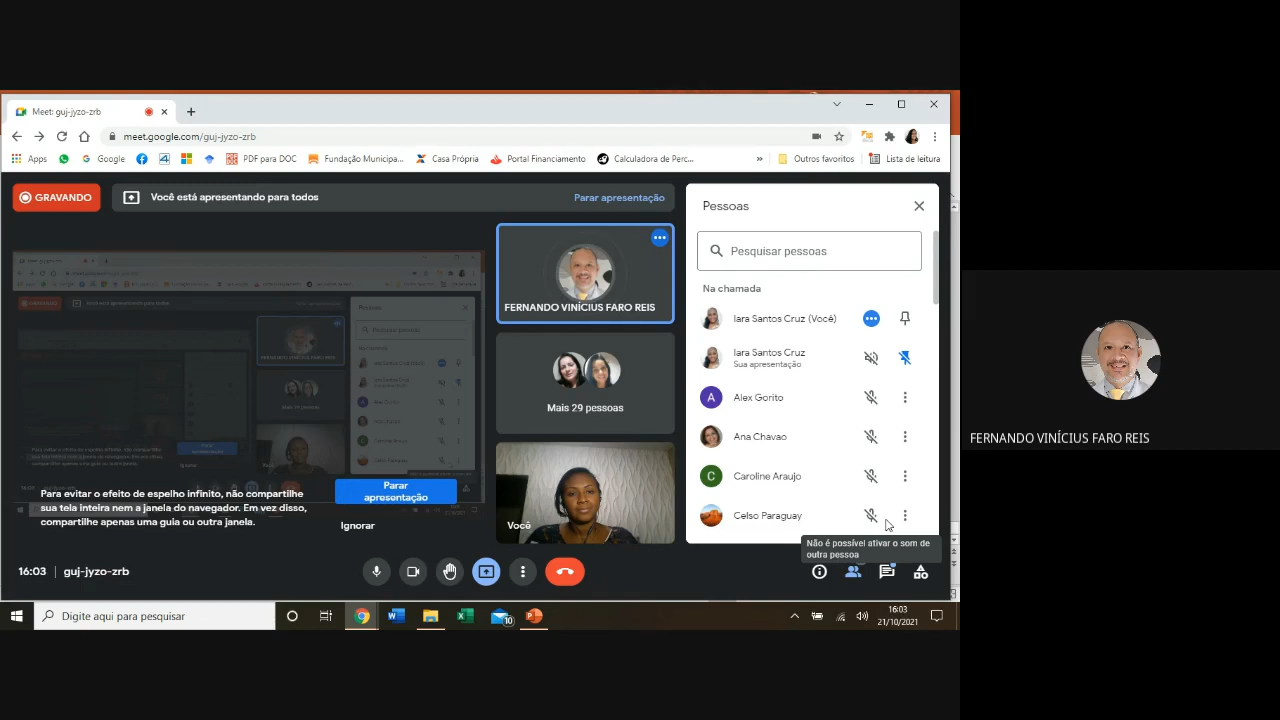 Meet: guj-jyzo-zrb
meet.google.com/guj-jyzo-zrb
Apps
Google
PDF para DOC
Fundação Municipa...
Casa Própria
Portal Financiamento
Calculadora de Perc...
»
Outros favoritos
Lista de leitura
GRAVANDO
Você está apresentando para todos
Parar apresentação
Pessoas
Pesquisar pessoas
Na chamada
Iara Santos Cruz (Você)
Iara Santos Cruz
Sua apresentação
A
Alex Gorito
Ana Chavao
C
Caroline Araujo
Celso Paraguay
Não é possível ativar o som de
outra pessoa
FERNANDO VINÍCIUS FARO REIS
Mais 29 pessoas
Você
Para evitar o efeito de espelho infinito, não compartilhe
sua tela inteira nem a janela do navegador. Em vez disso,
compartilhe apenas uma guia ou outra janela.
Parar
apresentação
Ignorar
16:03 | guj-jyzo-zrb
Digite aqui para pesquisar
10
16:03
21/10/2021
FERNANDO VINÍCIUS FARO REIS